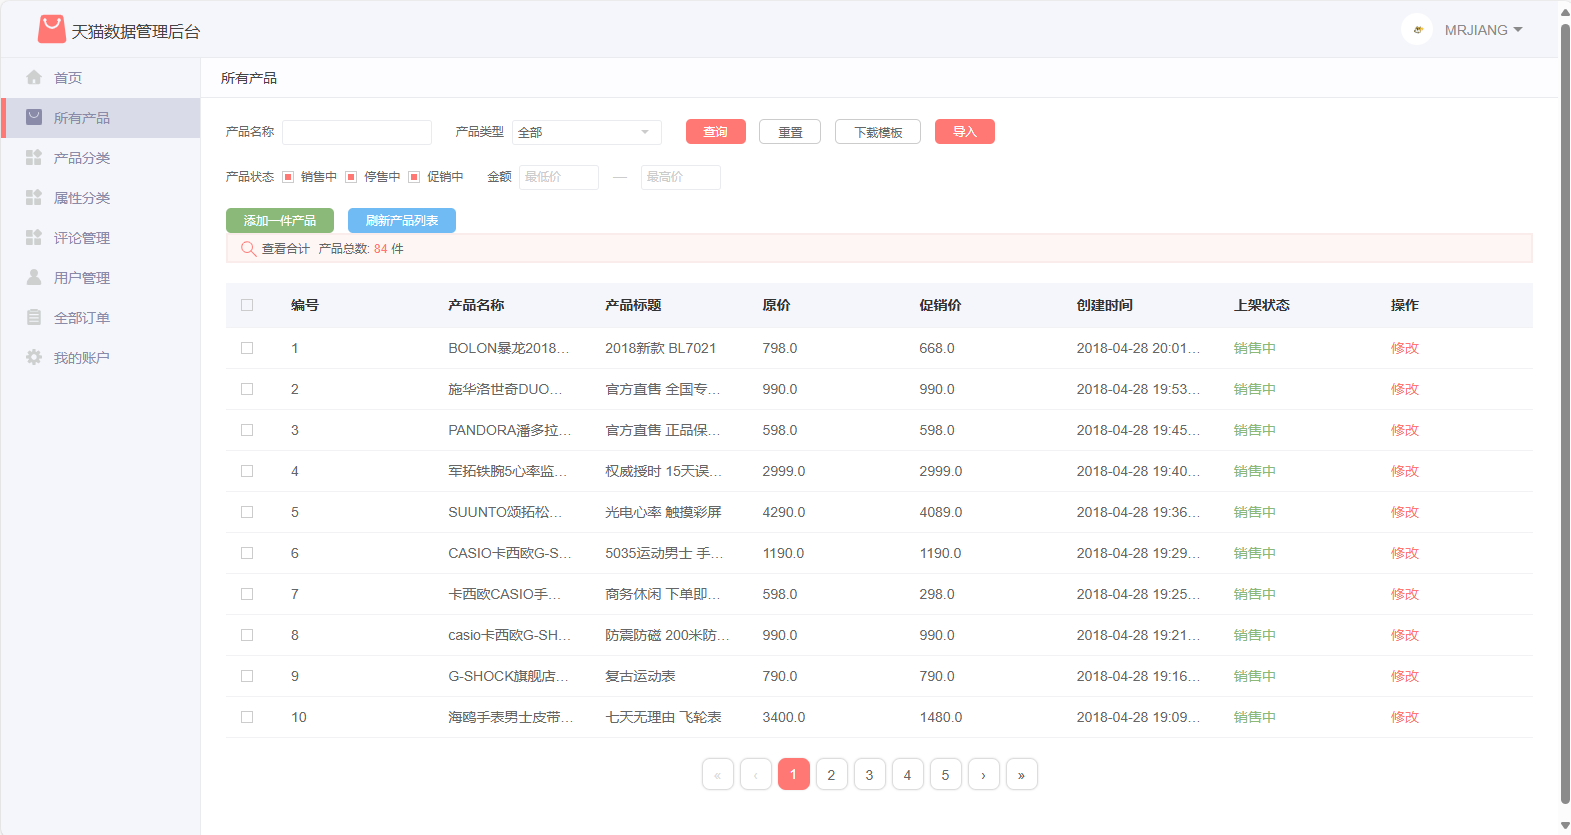 天猫数据管理后台
MRJIANG
首页
所有产品
产品分类
属性分类
评论管理
用户管理
全部订单
我的账户
所有产品
产品名称 产品类型 全部 查询 重置 下载模板 导入
产品状态 销售中 停售中 促销中 金额 最低价 — 最高价
添加一件产品 刷新产品列表
查看合计 产品总数: 84 件
编号 产品名称 产品标题 原价 促销价 创建时间 上架状态 操作
1 BOLON暴龙2018... 2018新款 BL7021 798.0 668.0 2018-04-28 20:01... 销售中 修改
2 施华洛世奇DUO... 官方直售 全国专... 990.0 990.0 2018-04-28 19:53... 销售中 修改
3 PANDORA潘多拉... 官方直售 正品保... 598.0 598.0 2018-04-28 19:45... 销售中 修改
4 军拓铁腕5心率监... 权威授时 15天误... 2999.0 2999.0 2018-04-28 19:40... 销售中 修改
5 SUUNTO颂拓松... 光电心率 触摸彩屏 4290.0 4089.0 2018-04-28 19:36... 销售中 修改
6 CASIO卡西欧G-S... 5035运动男士 手... 1190.0 1190.0 2018-04-28 19:29... 销售中 修改
7 卡西欧CASIO手... 商务休闲 下单即... 598.0 298.0 2018-04-28 19:25... 销售中 修改
8 casio卡西欧G-SH... 防震防磁 200米防... 990.0 990.0 2018-04-28 19:21... 销售中 修改
9 G-SHOCK旗舰店... 复古运动表 790.0 790.0 2018-04-28 19:16... 销售中 修改
10 海鸥手表男士皮带... 七天无理由 飞轮表 3400.0 1480.0 2018-04-28 19:09... 销售中 修改
« ‹ 1 2 3 4 5 › »